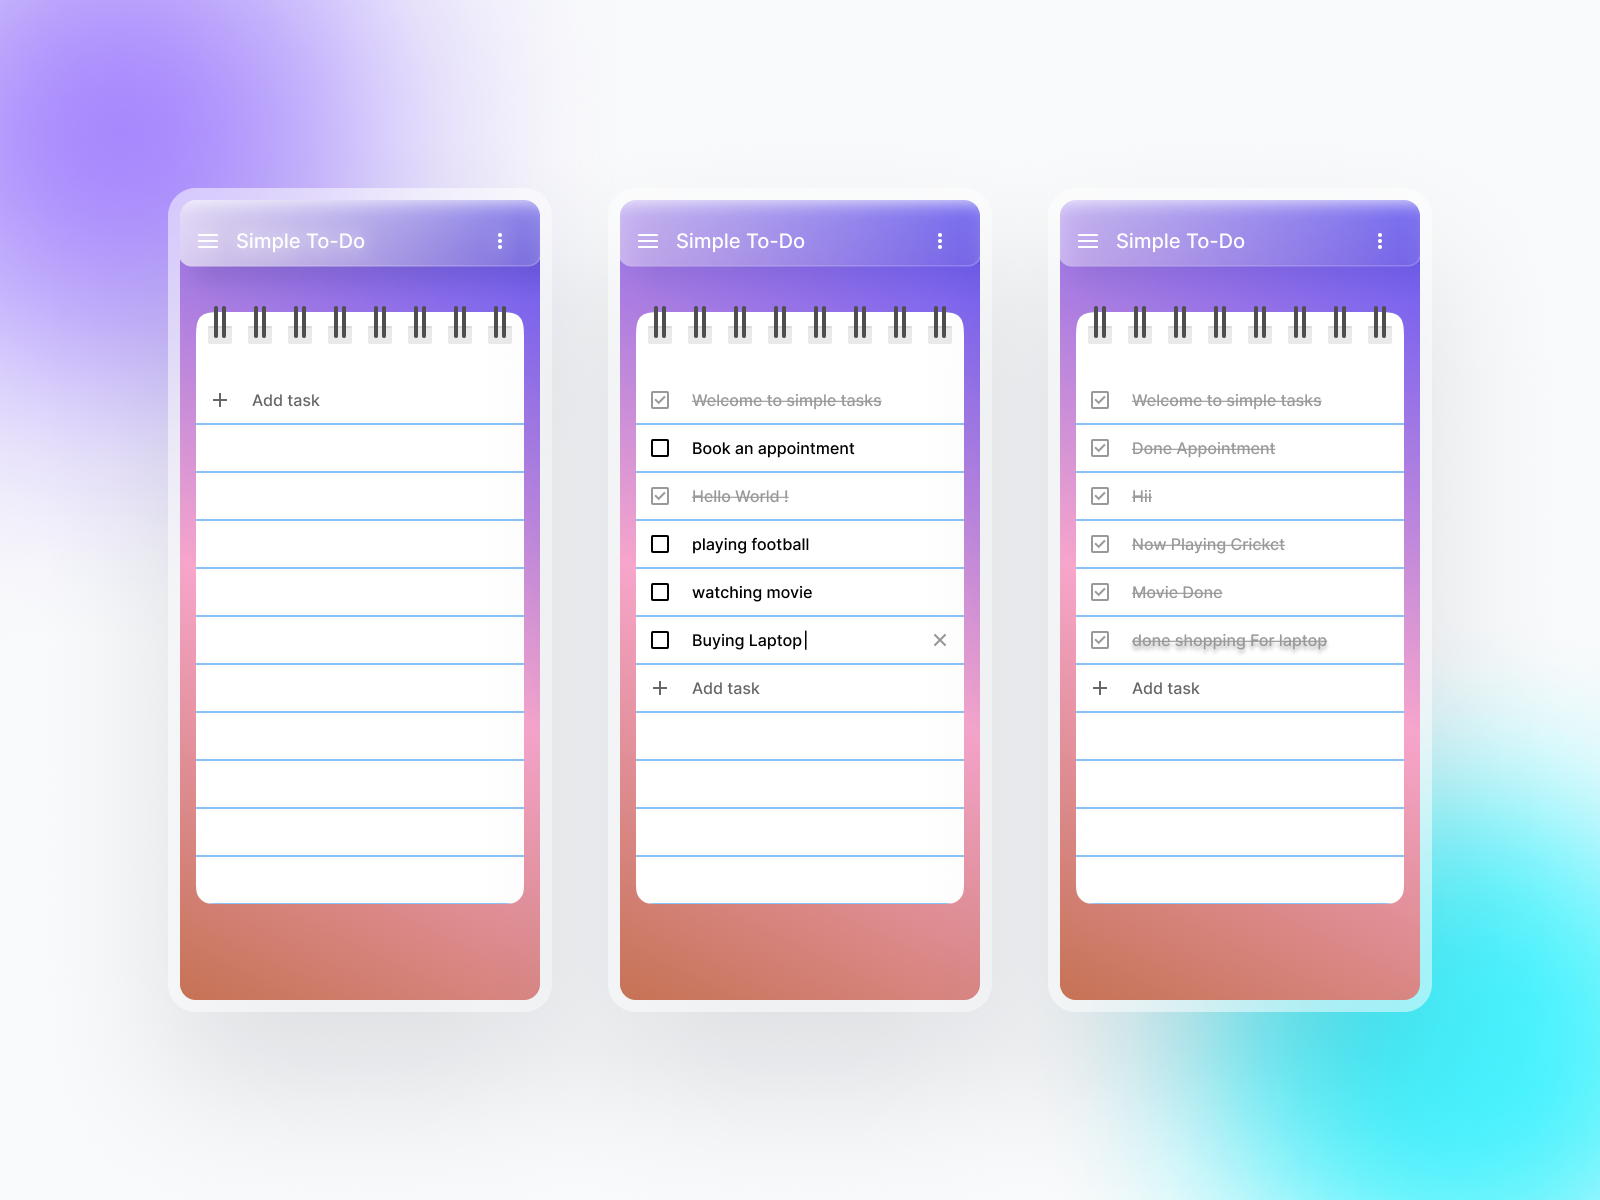 Simple To-Do
Add task
Simple To-Do
Welcome to simple tasks
Book an appointment
Hello World !
playing football
watching movie
Buying Laptop
Add task
Simple To-Do
Welcome to simple tasks
Done Appointment
Hii
Now Playing Cricket
Movie Done
done shopping For laptop
Add task